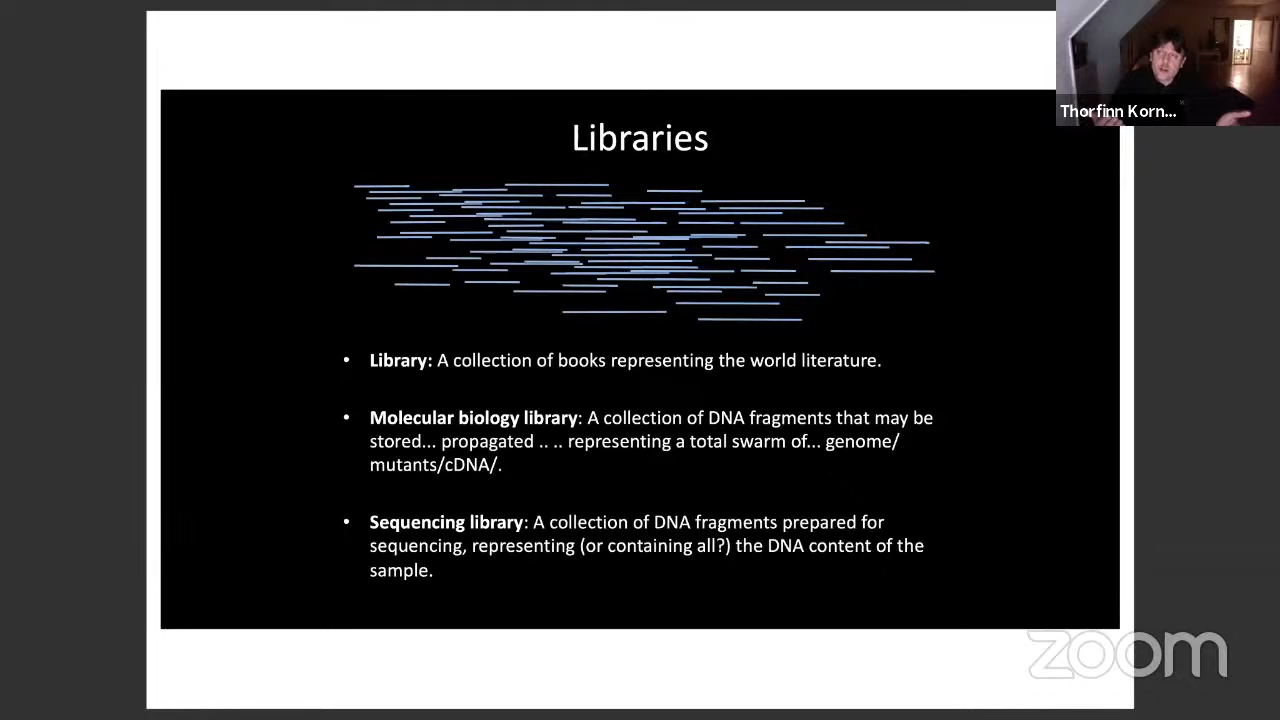 Thorfinn Korn...
Libraries
• Library: A collection of books representing the world literature.
• Molecular biology library: A collection of DNA fragments that may be
stored... propagated .. .. representing a total swarm of... genome/
mutants/cDNA/.
• Sequencing library: A collection of DNA fragments prepared for
sequencing, representing (or containing all?) the DNA content of the
sample.
zoom